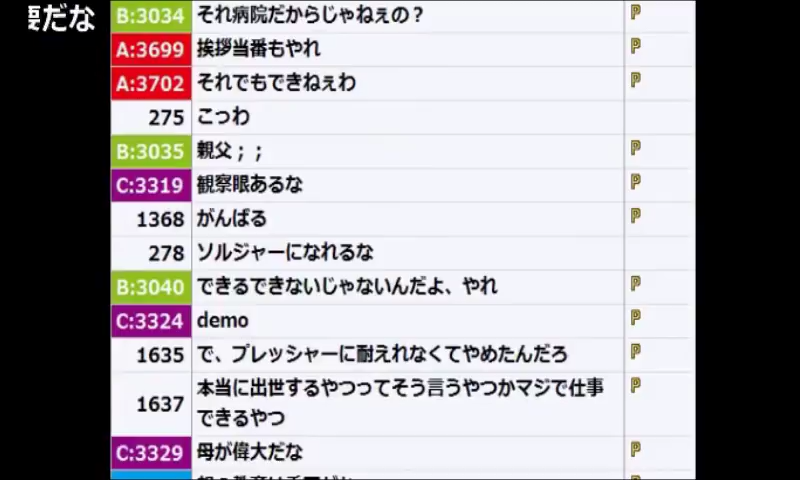 だな
B:3034 それ病院だからじゃねぇの？ P
A:3699 挨拶当番もやれ P
A:3702 それでもできねぇわ P
275 こっわ
B:3035 親父；； P
C:3319 観察眼あるな P
1368 がんばる P
278 ソルジャーになれるな
B:3040 できるできないじゃないんだよ、やれ P
C:3324 demo P
1635 で、プレッシャーに耐えれなくてやめたんだろ P
1637 本当に出世するやつってそう言うやつかマジで仕事 P
できるやつ
C:3329 母が偉大だな P